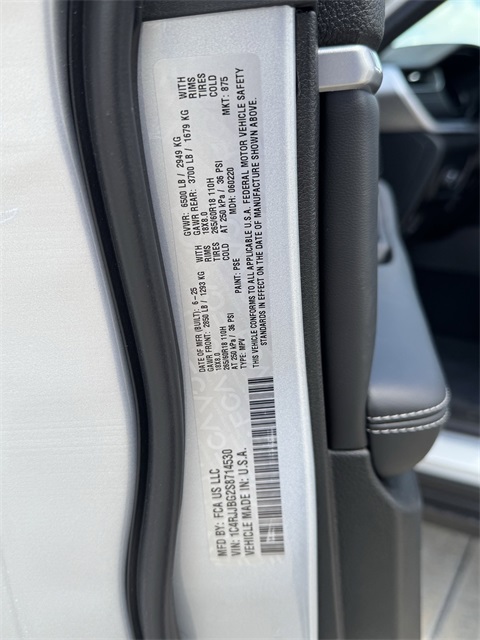 MFD BY: FCA US LLC
DATE OF MFR (BUILT): 6-25
GVWR: 6500 LB / 2949 KG
GAWR FRONT: 2850 LB / 1293 KG WITH
GAWR REAR: 3700 LB / 1679 KG WITH
18X8.0 RIMS
18X8.0 RIMS
265/60R18 110H TIRES
265/60R18 110H TIRES
AT 250 kPa / 36 PSI COLD
AT 250 kPa / 36 PSI COLD
VIN: 1C4RJJBG2S8714530
TYPE: MPV
PAINT: PSE
MDH: 060220
MKT: 875
VEHICLE MADE IN: U.S.A.
THIS VEHICLE CONFORMS TO ALL APPLICABLE U.S.A. FEDERAL MOTOR VEHICLE SAFETY
STANDARDS IN EFFECT ON THE DATE OF MANUFACTURE SHOWN ABOVE.